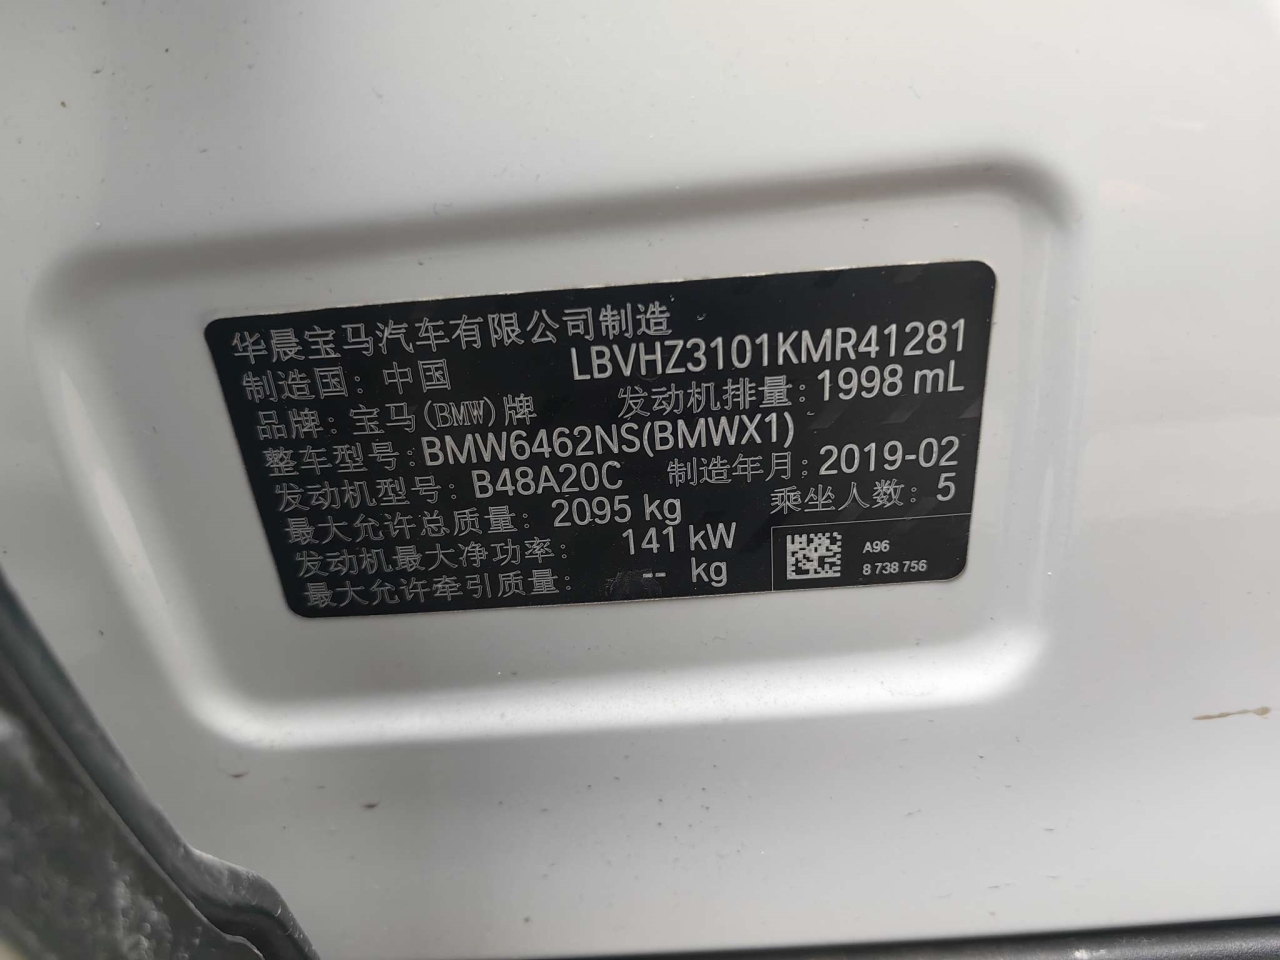 华晨宝马汽车有限公司制造
制造国：中国 LBVHZ3101KMR41281
品牌：宝马(BMW)牌 发动机排量：1998 mL
整车型号：BMW6462NS(BMWX1)
发动机型号：B48A20C 制造年月：2019-02
最大允许总质量：2095 kg 乘坐人数：5
发动机最大净功率： 141 kW
最大允许牵引质量： -- kg
A96
8 738 756